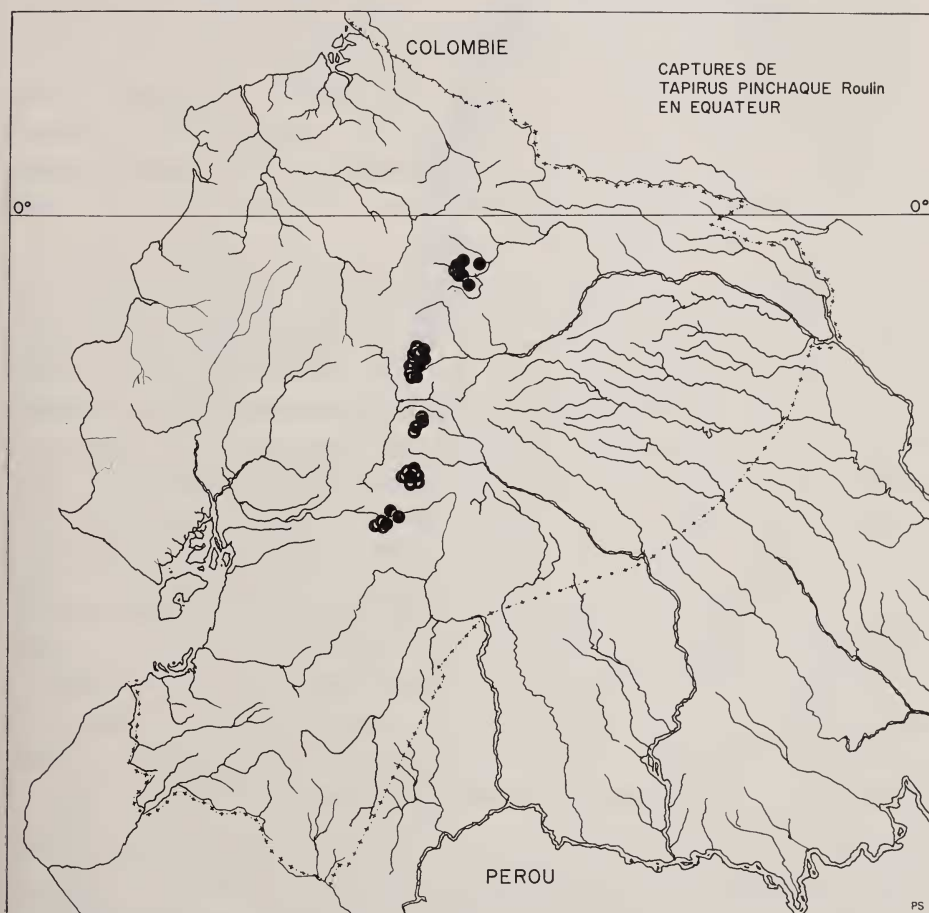 COLOMBIE
CAPTURES DE
TAPIRUS PINCHAQUE Roulin
EN EQUATEUR
0° 0°
PEROU
PS